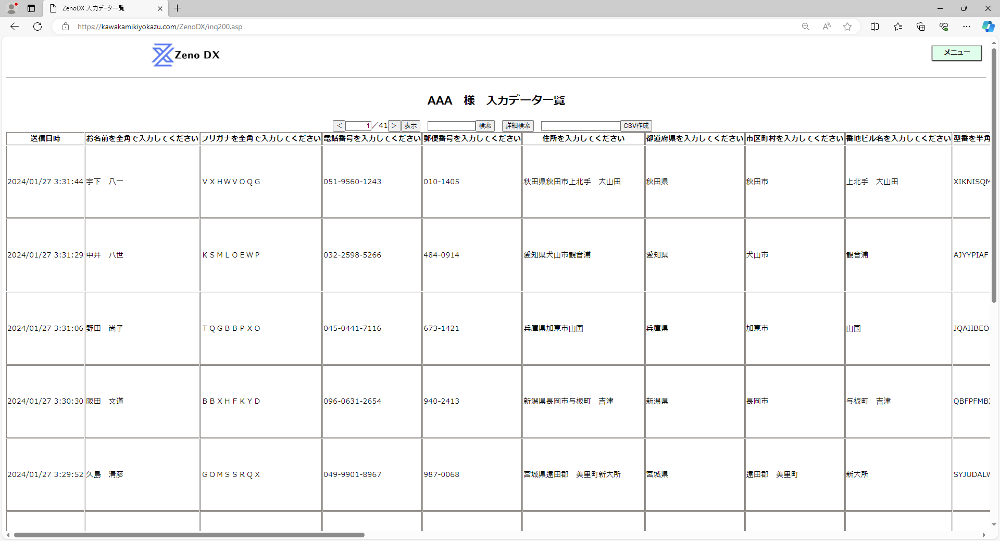 ZenoDX 入力データ一覧
https://kawakamikiyokazu.com/ZenoDX/inq200.asp
Zeno DX
メニュー
AAA　様　入力データ一覧
< 1／41 > 表示 検索 詳細検索 CSV作成
送信日時 お名前を全角で入力してください フリガナを全角で入力してください 電話番号を入力してください 郵便番号を入力してください 住所を入力してください 都道府県を入力してください 市区町村を入力してください 番地ビル名を入力してください 型番を半角
2024/01/27 3:31:44 宇下　八一 ＶＸＨＷＶＯＱＧ 051-9560-1243 010-1405 秋田県秋田市上北手　大山田 秋田県 秋田市 上北手　大山田 XIKNISQM
2024/01/27 3:31:29 中井　八世 ＫＳＭＬＯＥＷＰ 032-2598-5266 484-0914 愛知県犬山市観音浦 愛知県 犬山市 観音浦 AJYYPIAF
2024/01/27 3:31:06 野田　尚子 ＴＱＧＢＢＰＸＯ 045-0441-7116 673-1421 兵庫県加東市山国 兵庫県 加東市 山国 JQAIIBEO
2024/01/27 3:30:30 阪田　文道 ＢＢＸＨＦＫＹＤ 096-0631-2654 940-2413 新潟県長岡市与板町　吉津 新潟県 長岡市 与板町　吉津 QBFPFMBX
2024/01/27 3:29:52 久島　清彦 ＧＯＭＳＳＲＱＸ 049-9901-8967 987-0068 宮城県遠田郡　美里町新大所 宮城県 遠田郡　美里町 新大所 SYJUDALW